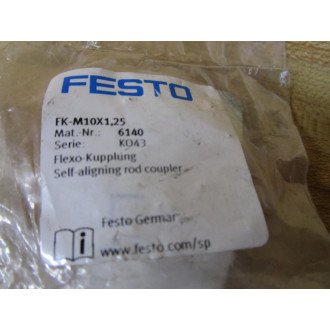 FESTO
FK-M10X1,25
Mat.-Nr.: 6140
Serie: KO43
Flexo-Kupplung
Self-aligning rod coupler
Festo German
www.festo.com/sp